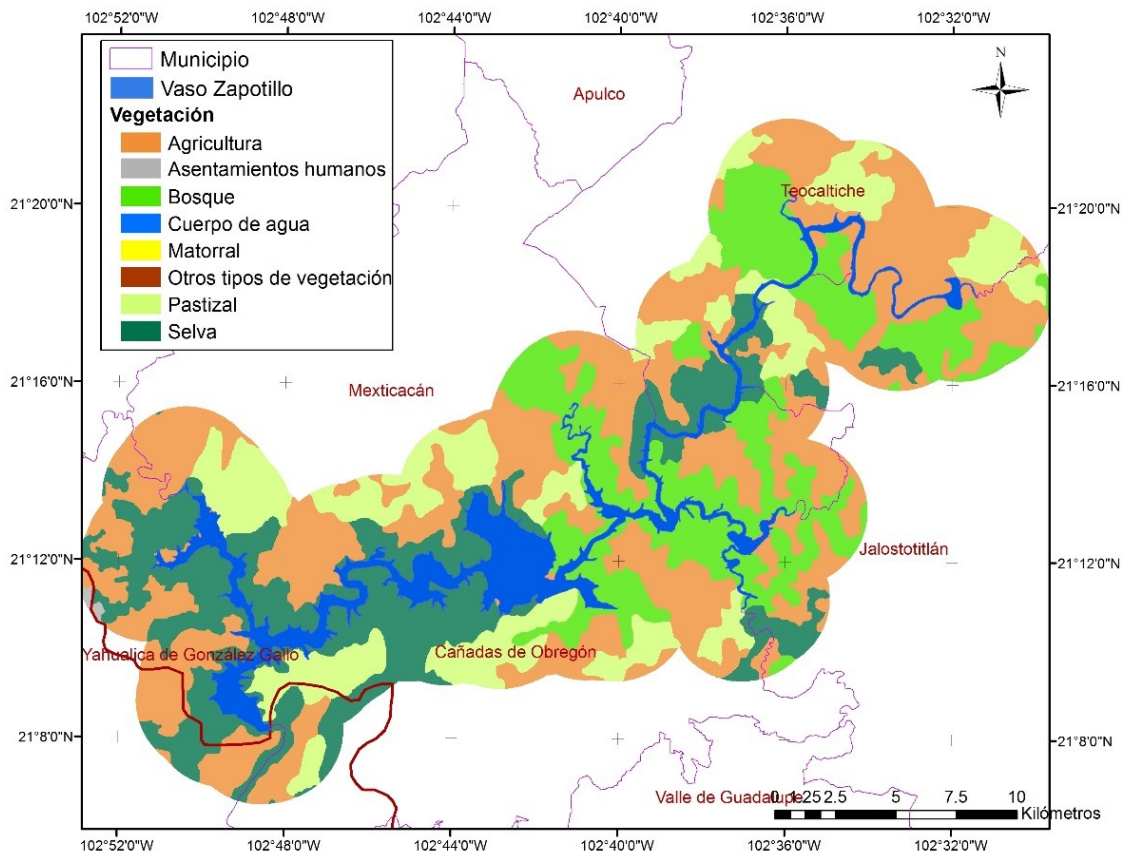 102°52'0"W 102°48'0"W 102°44'0"W 102°40'0"W 102°36'0"W 102°32'0"W
Municipio
Vaso Zapotillo
Vegetación
Agricultura
Asentamientos humanos
Bosque
Cuerpo de agua
Matorral
Otros tipos de vegetación
Pastizal
Selva
N
Apulco
Teocaltiche
21°20'0"N 21°20'0"N
21°16'0"N 21°16'0"N
Mexticacán
21°12'0"N 21°12'0"N
Jalostotitlán
Yahualica de González Gallo
Cañadas de Obregón
21°8'0"N 21°8'0"N
Valle de Guadalupe
0 1.25 2.5 5 7.5 10
Kilómetros
102°52'0"W 102°48'0"W 102°44'0"W 102°40'0"W 102°36'0"W 102°32'0"W